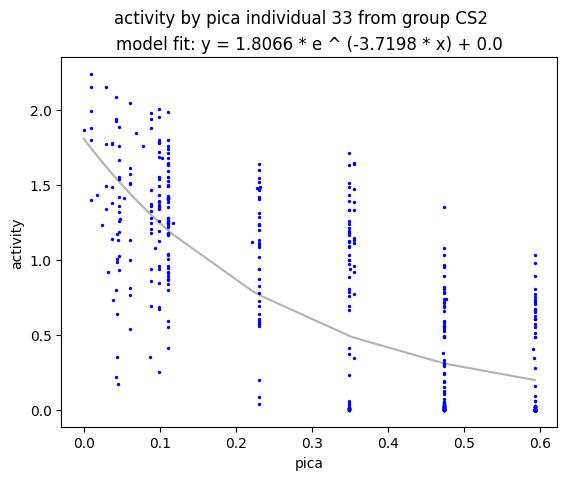 activity by pica individual 33 from group CS2
model fit: y = 1.8066 * e ^ (-3.7198 * x) + 0.0
activity
2.0
1.5
1.0
0.5
0.0
0.0 0.1 0.2 0.3 0.4 0.5 0.6
pica